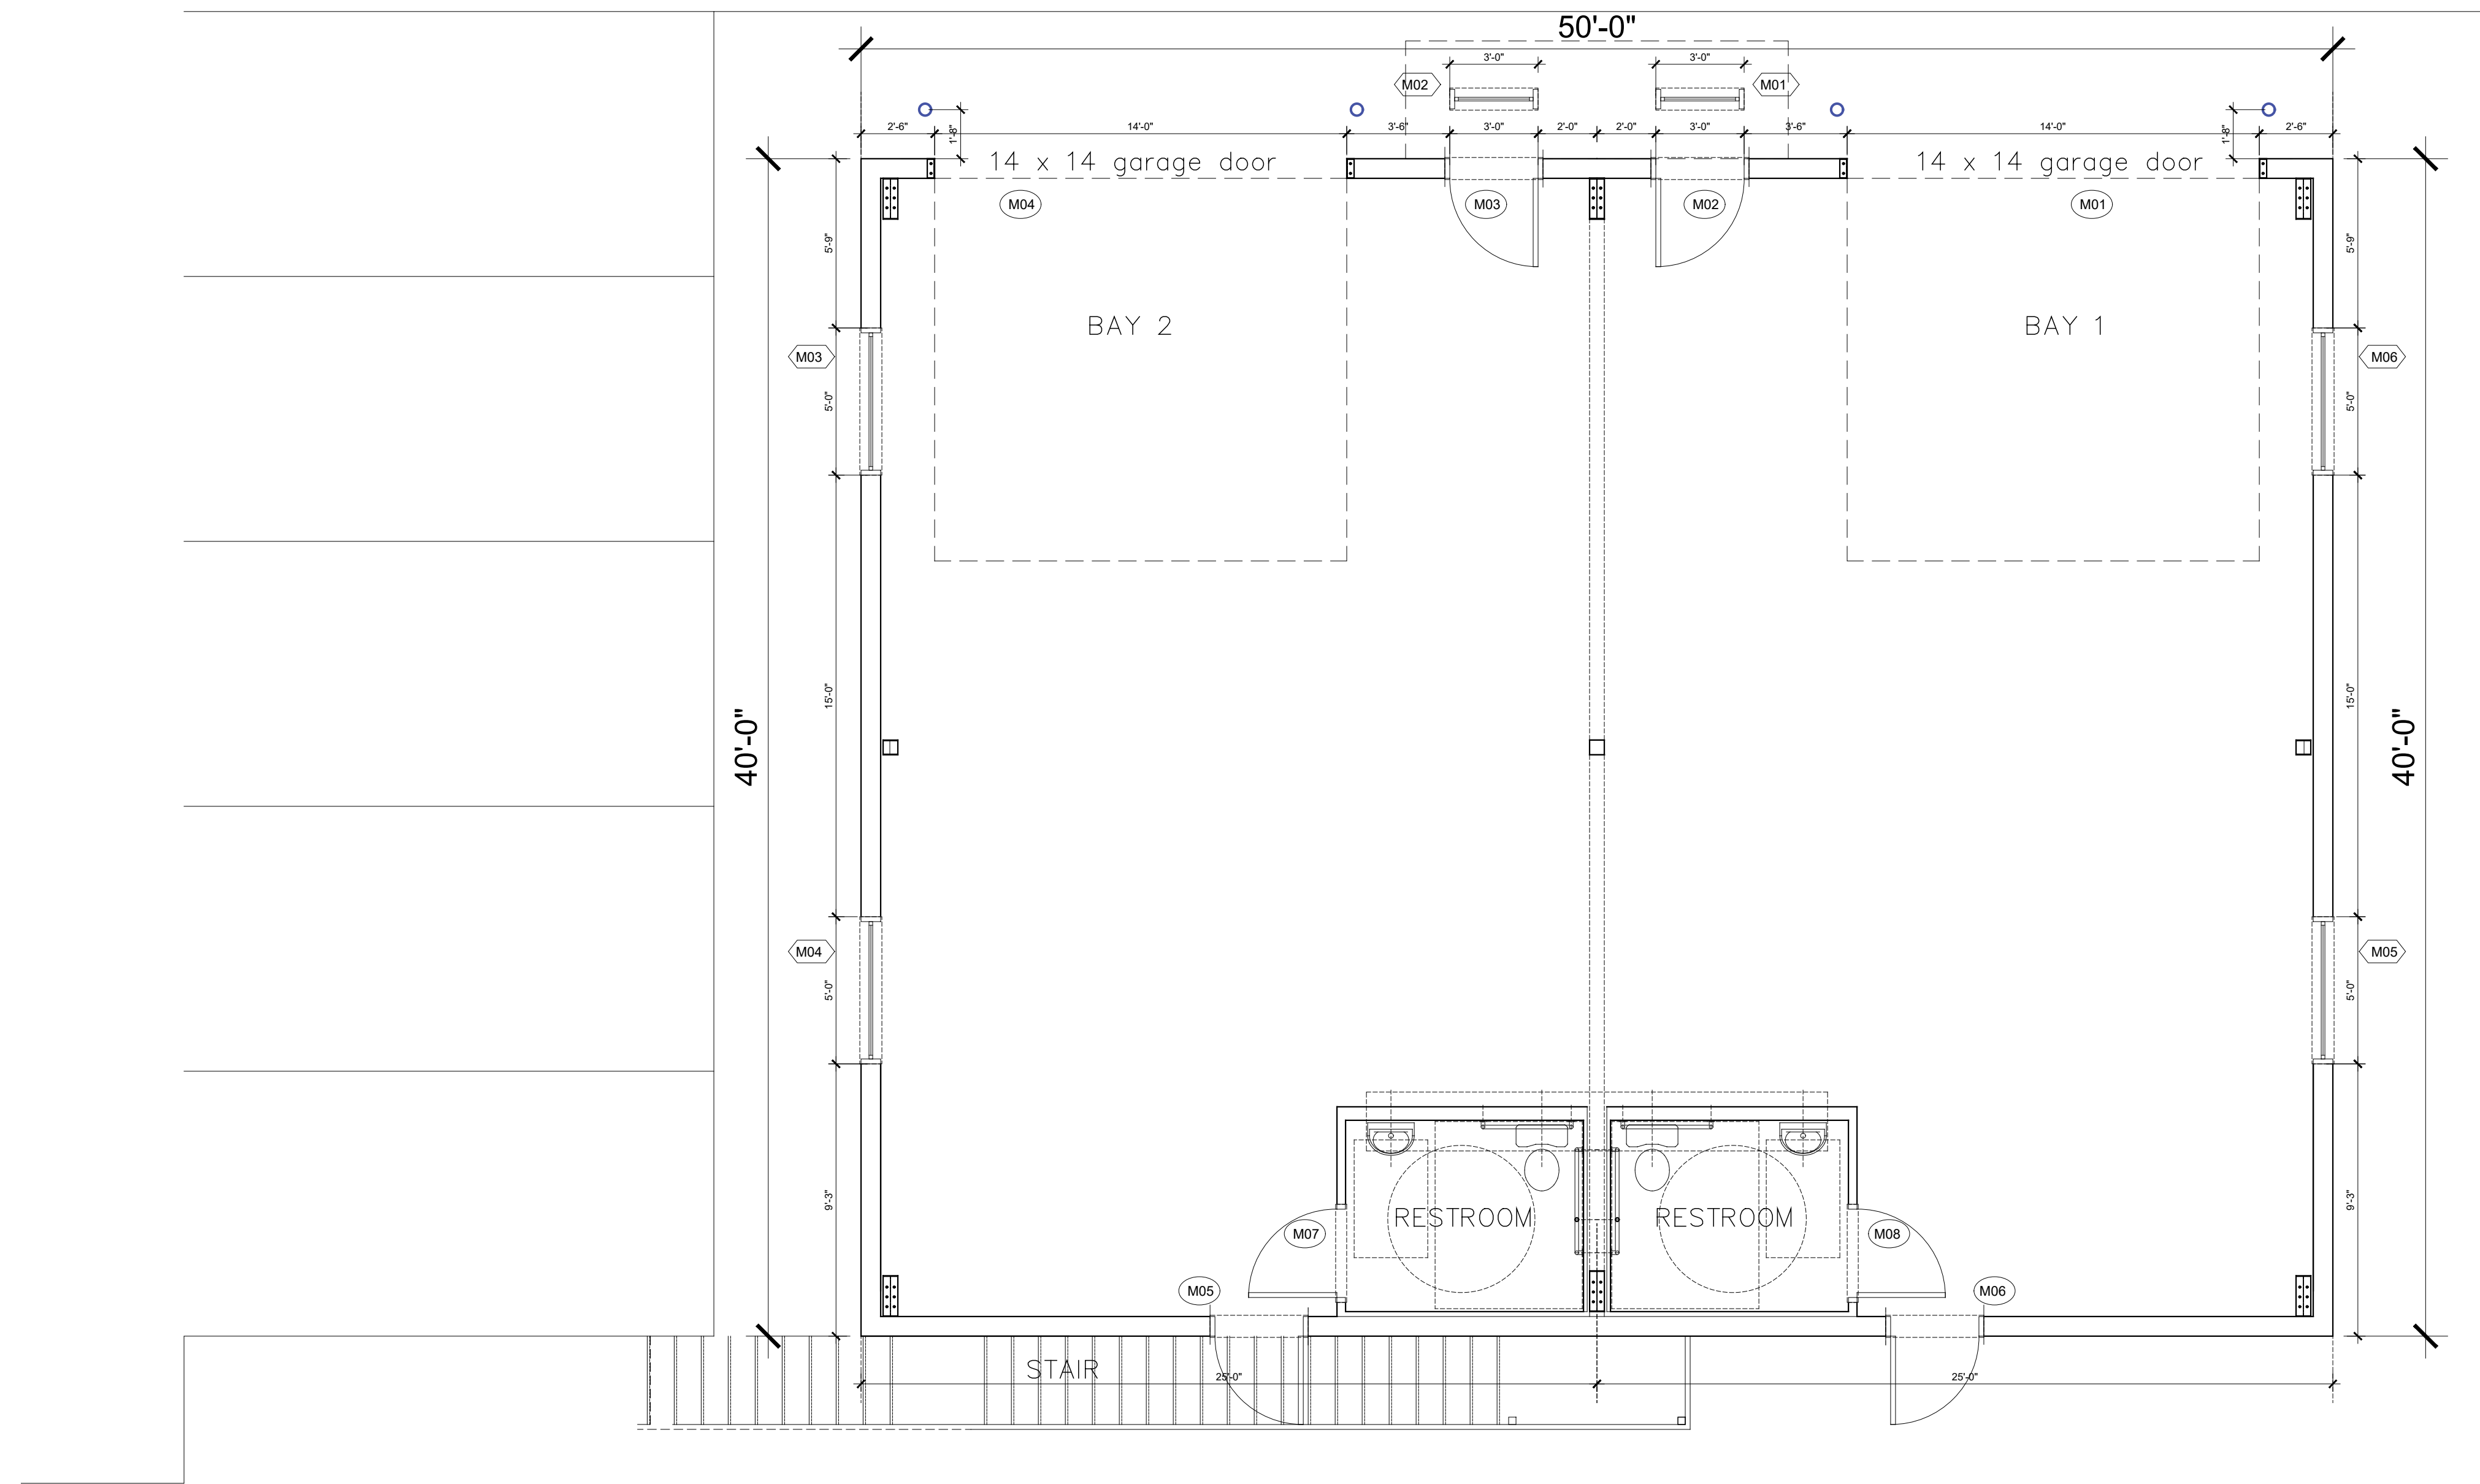 50'-0"
3'-0" 3'-0"
M02 M01
2'-6" 14'-0" 3'-6" 3'-0" 2'-0" 2'-0" 3'-0" 3'-6" 14'-0" 2'-6"
1'-8" 1'-8"
14 x 14 garage door 14 x 14 garage door
M04 M03 M02 M01
5'-9" 5'-9"
BAY 2 BAY 1
M03 M06
5'-0" 5'-0"
15'-0" 15'-0"
40'-0" 40'-0"
M04 M05
5'-0" 5'-0"
9'-3" 9'-3"
RESTROOM RESTROOM
M07 M08
M05 M06
STAIR
25'-0" 25'-0"